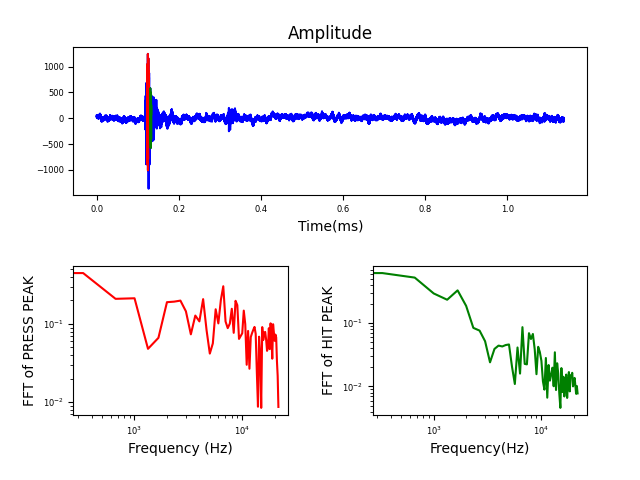 Amplitude
1000
500
0
−500
−1000
0.0 0.2 0.4 0.6 0.8 1.0
Time(ms)
FFT of PRESS PEAK
10⁻¹
10⁻²
10³ 10⁴
Frequency (Hz)
FFT of HIT PEAK
10⁻¹
10⁻²
10³ 10⁴
Frequency(Hz)